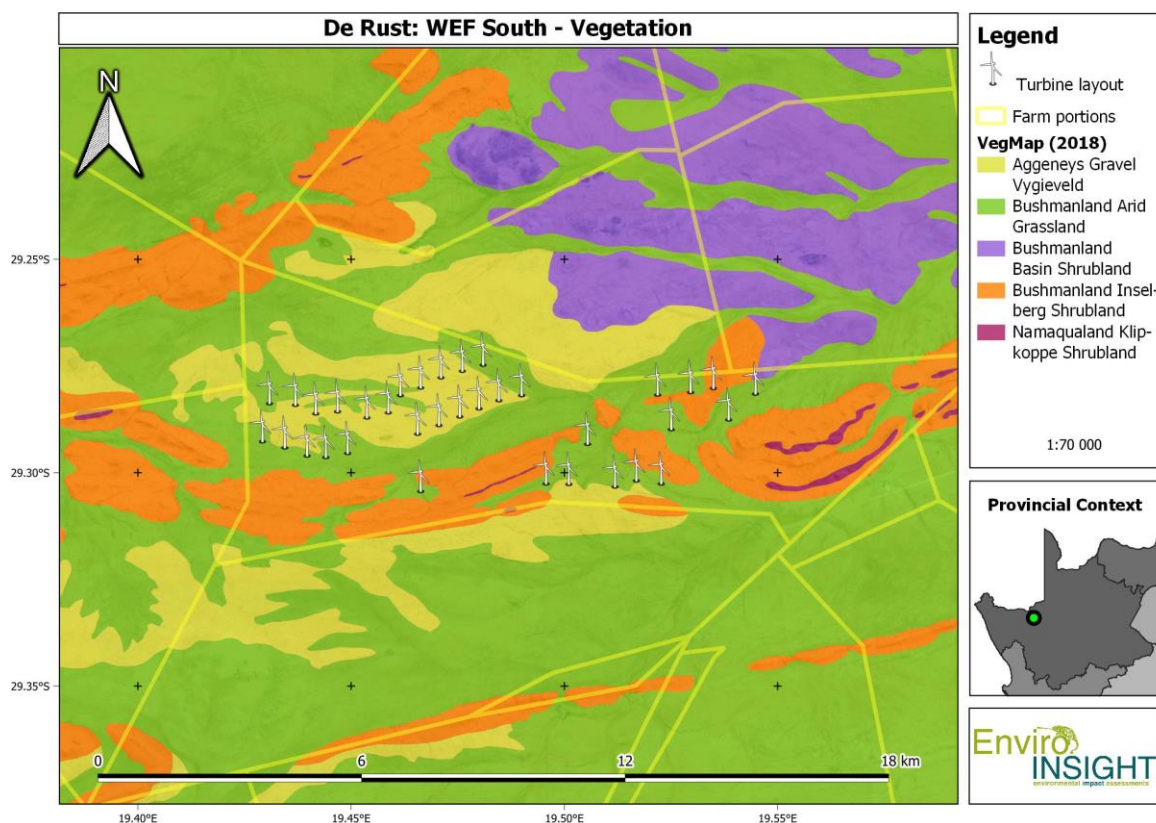 De Rust: WEF South - Vegetation
N
29.25°S
29.30°S
29.35°S
0
6
12
18 km
19.40°E
19.45°E
19.50°E
19.55°E
Legend
Turbine layout
Farm portions
VegMap (2018)
Aggeneys Gravel
Vygieveld
Bushmanland Arid
Grassland
Bushmanland
Basin Shrubland
Bushmanland Insel-
berg Shrubland
Namaqualand Klip-
koppe Shrubland
1:70 000
Provincial Context
Enviro
INSIGHT
environmental impact assessments